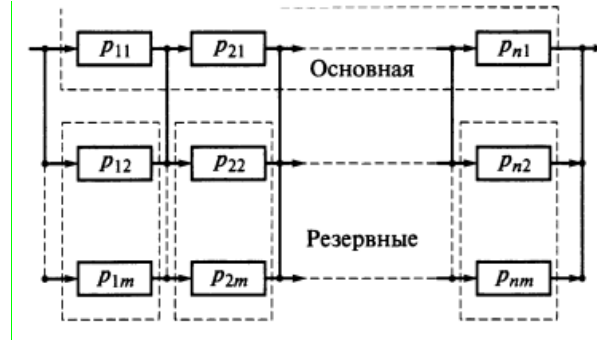 p11 p21 pn1
Основная
p12 p22 pn2
Резервные
p1m p2m pnm